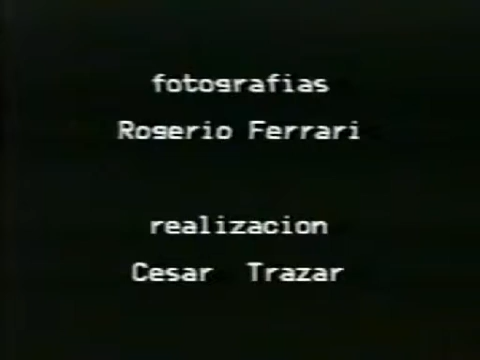 fotografias
Rogerio Ferrari
realizacion
Cesar Trazar